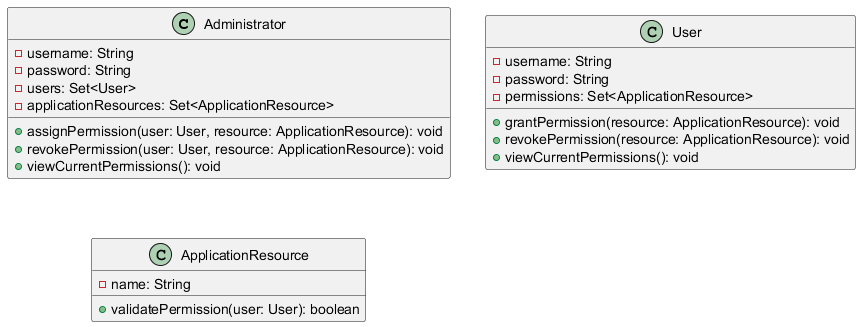 C Administrator
username: String
password: String
users: Set<User>
applicationResources: Set<ApplicationResource>
assignPermission(user: User, resource: ApplicationResource): void
revokePermission(user: User, resource: ApplicationResource): void
viewCurrentPermissions(): void
C User
username: String
password: String
permissions: Set<ApplicationResource>
grantPermission(resource: ApplicationResource): void
revokePermission(resource: ApplicationResource): void
viewCurrentPermissions(): void
C ApplicationResource
name: String
validatePermission(user: User): boolean